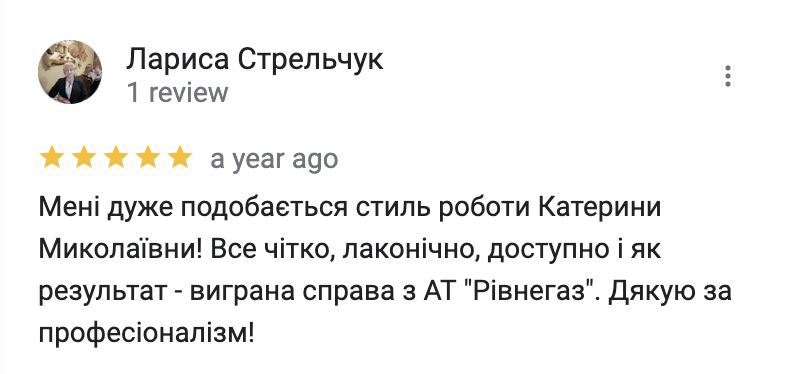 Лариса Стрельчук
1 review
a year ago
Мені дуже подобається стиль роботи Катерини
Миколаївни! Все чітко, лаконічно, доступно і як
результат - виграна справа з АТ "Рівнегаз". Дякую за
професіоналізм!